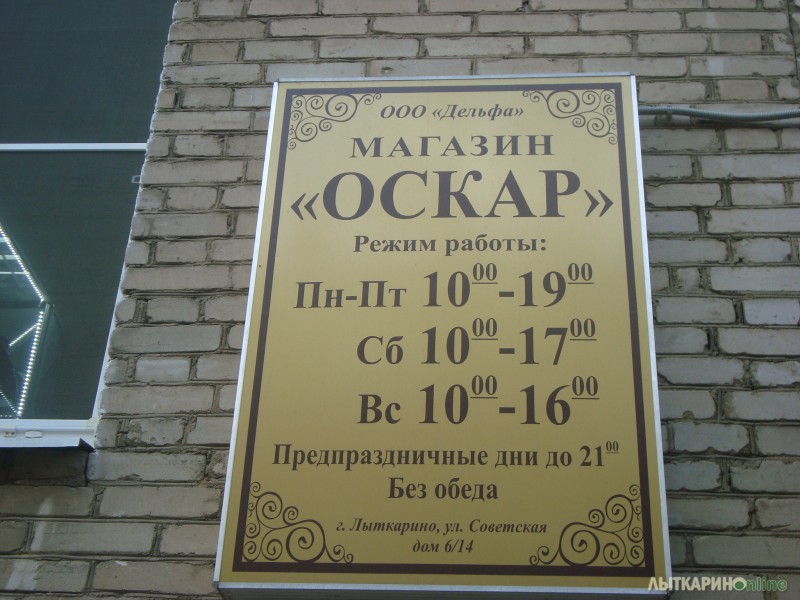 ООО «Дельфа»
МАГАЗИН
«ОСКАР»
Режим работы:
Пн-Пт 10⁰⁰-19⁰⁰
Сб 10⁰⁰-17⁰⁰
Вс 10⁰⁰-16⁰⁰
Предпраздничные дни до 21⁰⁰
Без обеда
г. Лыткарино, ул. Советская
дом 6/14
ЛЫТКАРИНОonline